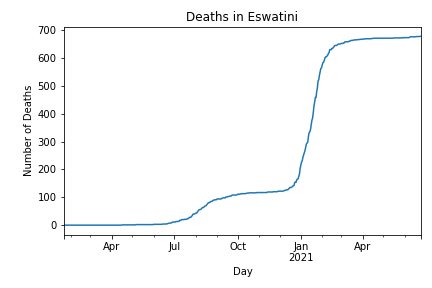 Deaths in Eswatini
700
600
500
400
300
200
100
0
Number of Deaths
Apr
Jul
Oct
Jan
2021
Apr
Day